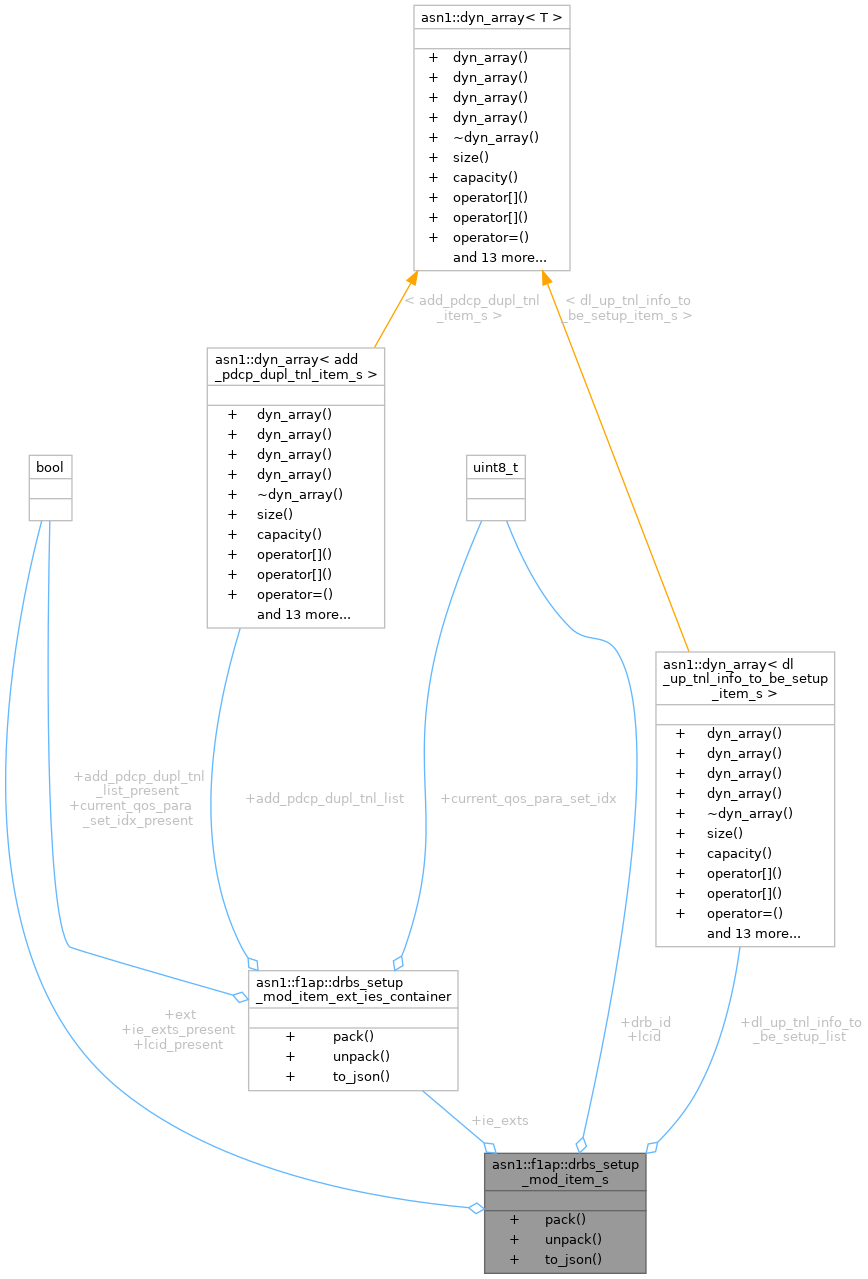 asn1::dyn_array< T >
+ dyn_array()
+ dyn_array()
+ dyn_array()
+ dyn_array()
+ ~dyn_array()
+ size()
+ capacity()
+ operator[]()
+ operator[]()
+ operator=()
and 13 more...
< add_pdcp_dupl_tnl
_item_s >
< dl_up_tnl_info_to
_be_setup_item_s >
asn1::dyn_array< add
_pdcp_dupl_tnl_item_s >
+ dyn_array()
+ dyn_array()
+ dyn_array()
+ dyn_array()
+ ~dyn_array()
+ size()
+ capacity()
+ operator[]()
+ operator[]()
+ operator=()
and 13 more...
bool
uint8_t
asn1::dyn_array< dl
_up_tnl_info_to_be_setup
_item_s >
+ dyn_array()
+ dyn_array()
+ dyn_array()
+ dyn_array()
+ ~dyn_array()
+ size()
+ capacity()
+ operator[]()
+ operator[]()
+ operator=()
and 13 more...
+add_pdcp_dupl_tnl
_list_present
+current_qos_para
_set_idx_present
+add_pdcp_dupl_tnl_list
+current_qos_para_set_idx
asn1::f1ap::drbs_setup
_mod_item_ext_ies_container
+ pack()
+ unpack()
+ to_json()
+ext
+ie_exts_present
+lcid_present
+drb_id
+lcid
+dl_up_tnl_info_to
_be_setup_list
+ie_exts
asn1::f1ap::drbs_setup
_mod_item_s
+ pack()
+ unpack()
+ to_json()